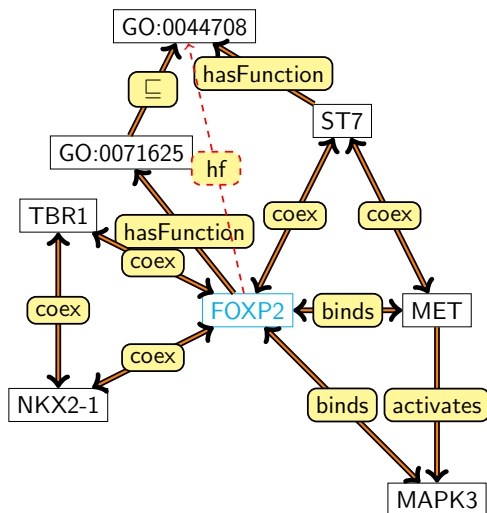 GO:0044708
hasFunction
⊑
ST7
GO:0071625
hf
TBR1
coex
coex
hasFunction
coex
coex
FOXP2
binds
MET
coex
NKX2-1
binds
activates
MAPK3